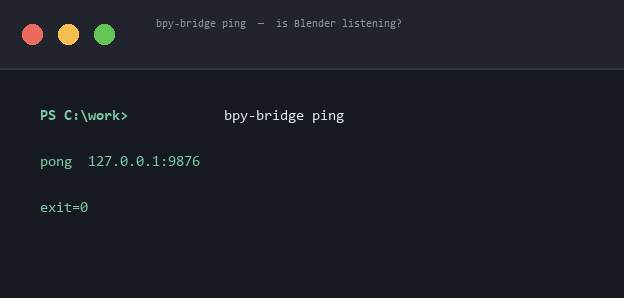 bpy-bridge ping — is Blender listening?
PS C:\work> bpy-bridge ping
pong 127.0.0.1:9876
exit=0